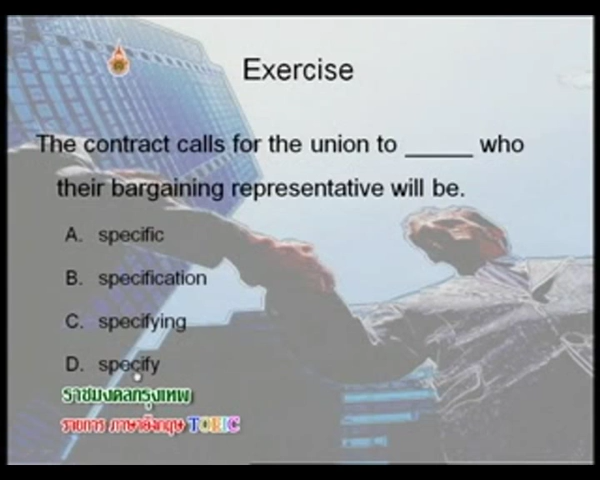 Exercise
The contract calls for the union to _____ who
their bargaining representative will be.
A. specific
B. specification
C. specifying
D. specify
ราชมงคลกรุงเทพ
รายการ ภาษาอังกฤษ TOEIC